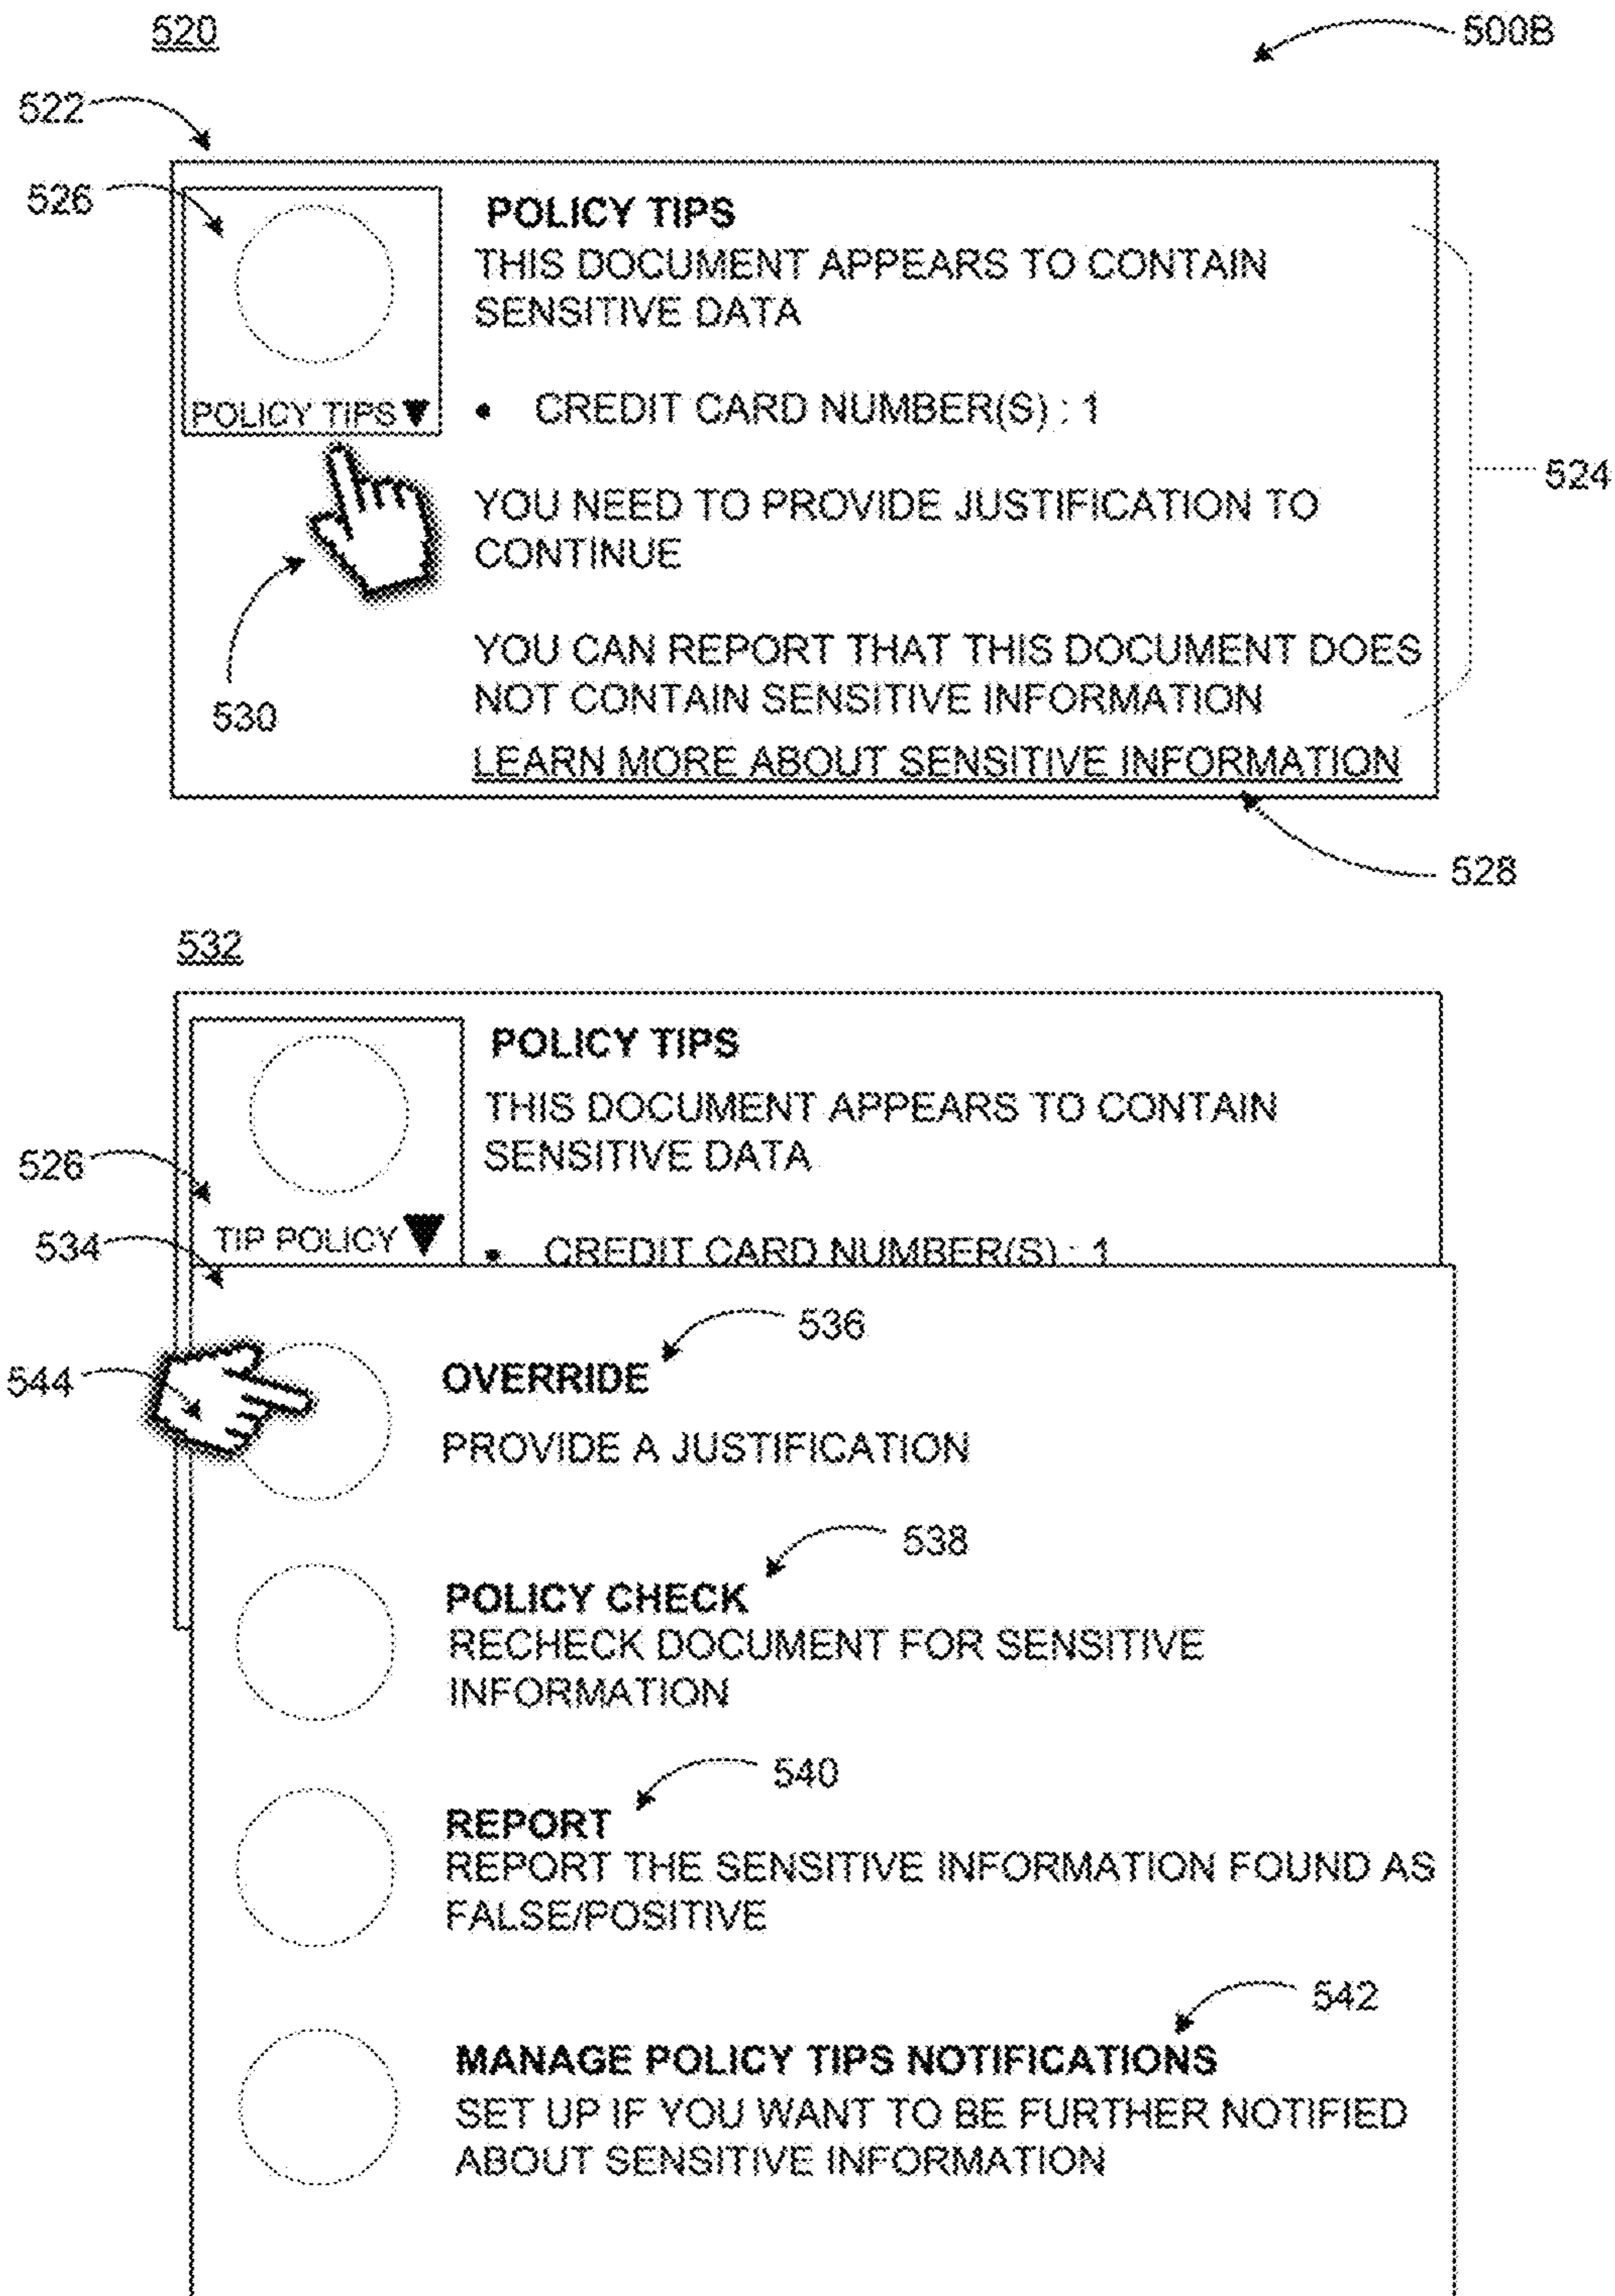 520
500B
522
526
POLICY TIPS
THIS DOCUMENT APPEARS TO CONTAIN
SENSITIVE DATA
POLICY TIPS
• CREDIT CARD NUMBER(S) : 1
524
YOU NEED TO PROVIDE JUSTIFICATION TO
CONTINUE
530
YOU CAN REPORT THAT THIS DOCUMENT DOES
NOT CONTAIN SENSITIVE INFORMATION
LEARN MORE ABOUT SENSITIVE INFORMATION
528
532
POLICY TIPS
THIS DOCUMENT APPEARS TO CONTAIN
SENSITIVE DATA
526
TIP POLICY
534
• CREDIT CARD NUMBER(S) : 1
536
OVERRIDE
544
PROVIDE A JUSTIFICATION
538
POLICY CHECK
RECHECK DOCUMENT FOR SENSITIVE
INFORMATION
540
REPORT
REPORT THE SENSITIVE INFORMATION FOUND AS
FALSE/POSITIVE
542
MANAGE POLICY TIPS NOTIFICATIONS
SET UP IF YOU WANT TO BE FURTHER NOTIFIED
ABOUT SENSITIVE INFORMATION